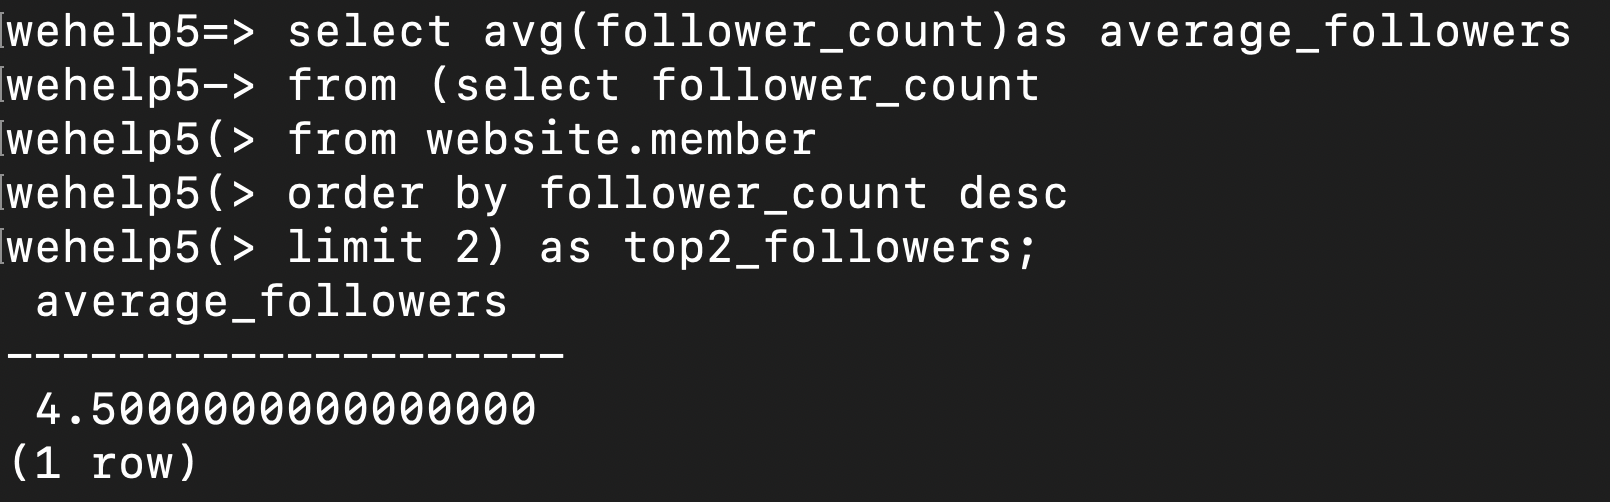 wehelp5=> select avg(follower_count)as average_followers
wehelp5-> from (select follower_count
wehelp5(> from website.member
wehelp5(> order by follower_count desc
wehelp5(> limit 2) as top2_followers;
 average_followers
--------------------
 4.5000000000000000
(1 row)